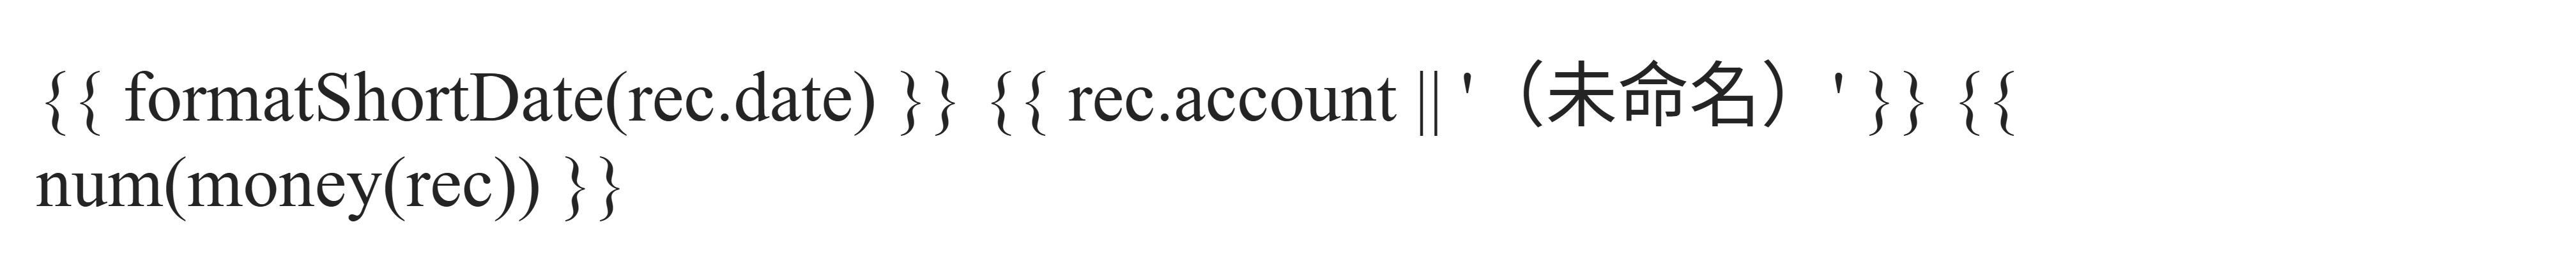 {{ formatShortDate(rec.date) }} {{ rec.account || '（未命名）' }} {{
num(money(rec)) }}